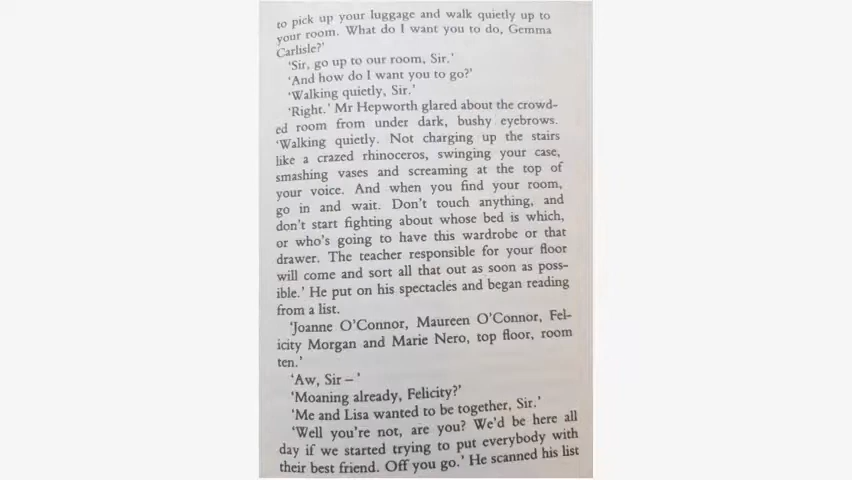 to pick up your luggage and walk quietly up to
your room. What do I want you to do, Gemma
Carlisle?'
'Sir, go up to our room, Sir.'
'And how do I want you to go?'
'Walking quietly, Sir.'
'Right.' Mr Hepworth glared about the crowd-
ed room from under dark, bushy eyebrows.
'Walking quietly. Not charging up the stairs
like a crazed rhinoceros, swinging your case,
smashing vases and screaming at the top of
your voice. And when you find your room,
go in and wait. Don't touch anything, and
don't start fighting about whose bed is which,
or who's going to have this wardrobe or that
drawer. The teacher responsible for your floor
will come and sort all that out as soon as poss-
ible.' He put on his spectacles and began reading
from a list.
'Joanne O'Connor, Maureen O'Connor, Fel-
icity Morgan and Marie Nero, top floor, room
ten.'
'Aw, Sir – '
'Moaning already, Felicity?'
'Me and Lisa wanted to be together, Sir.'
'Well you're not, are you? We'd be here all
day if we started trying to put everybody with
their best friend. Off you go.' He scanned his list